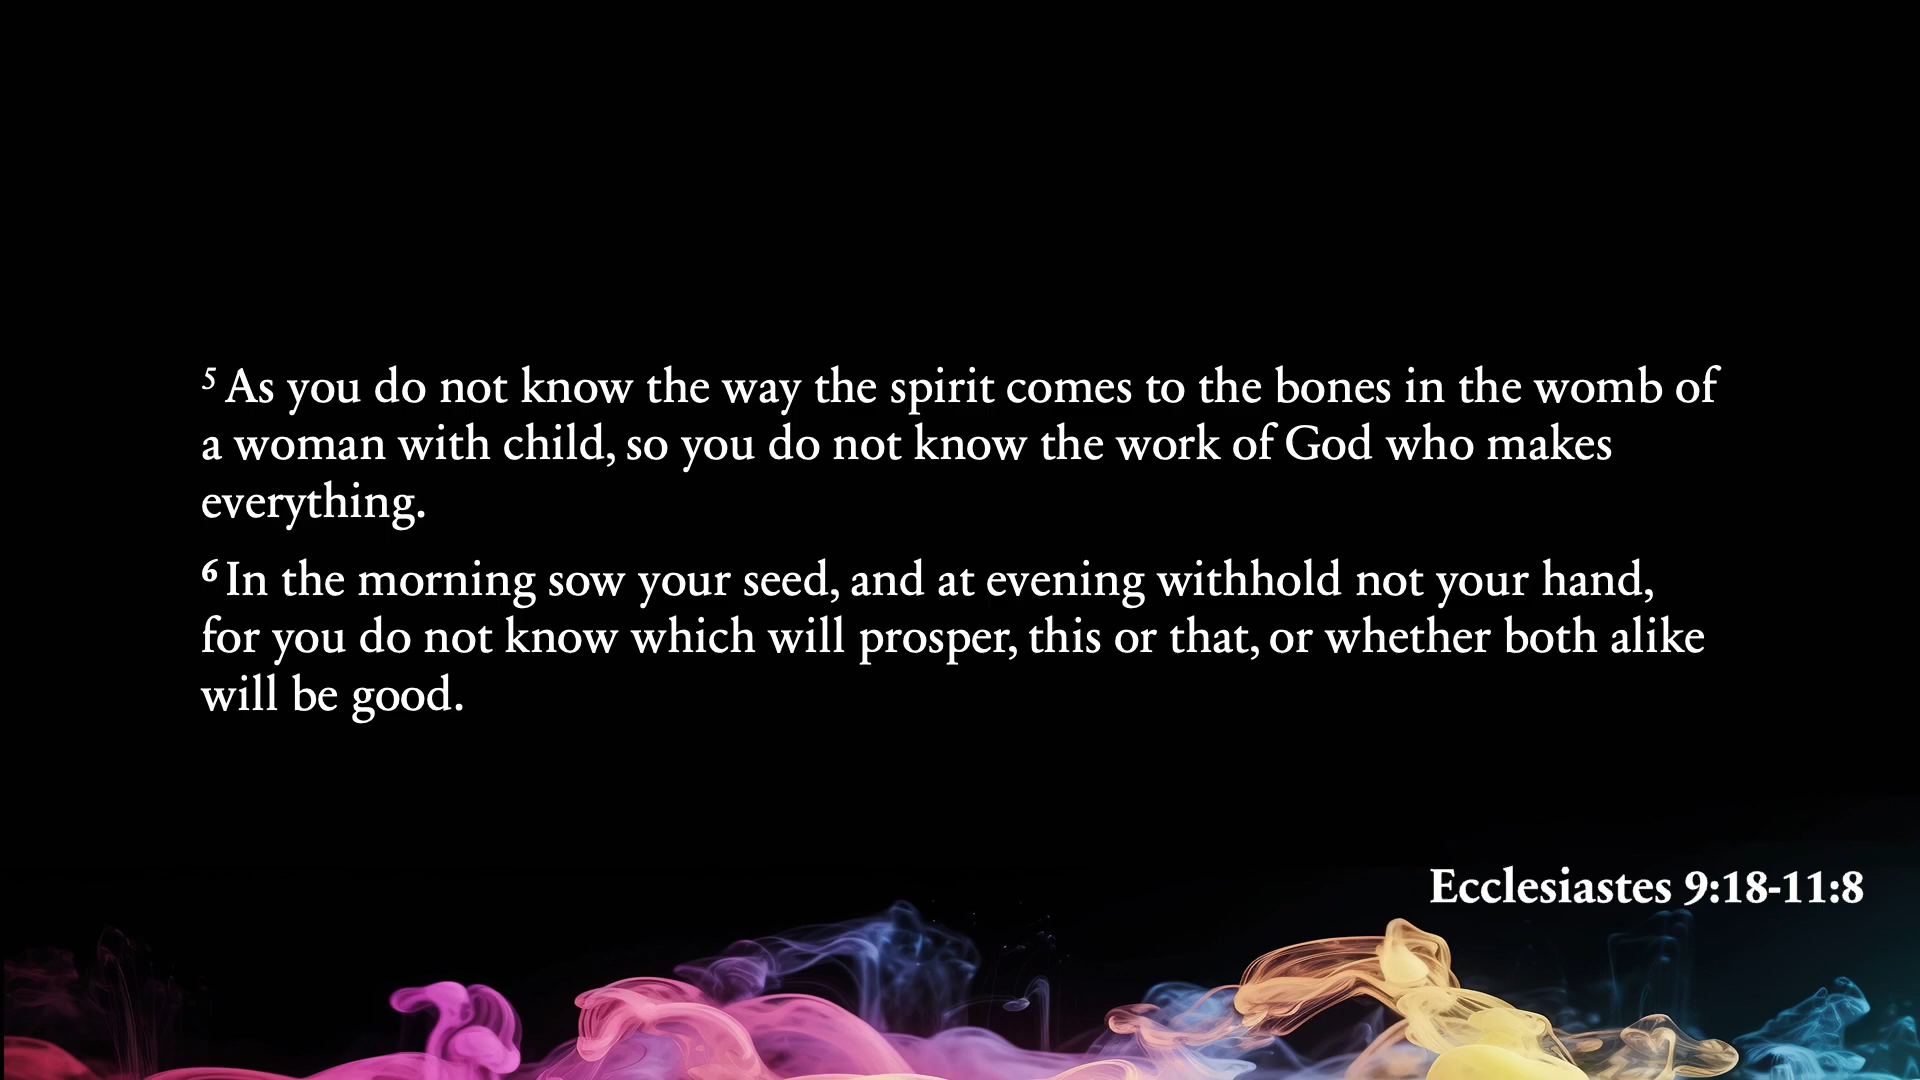 5 As you do not know the way the spirit comes to the bones in the womb of
a woman with child, so you do not know the work of God who makes
everything.
6 In the morning sow your seed, and at evening withhold not your hand,
for you do not know which will prosper, this or that, or whether both alike
will be good.
Ecclesiastes 9:18-11:8